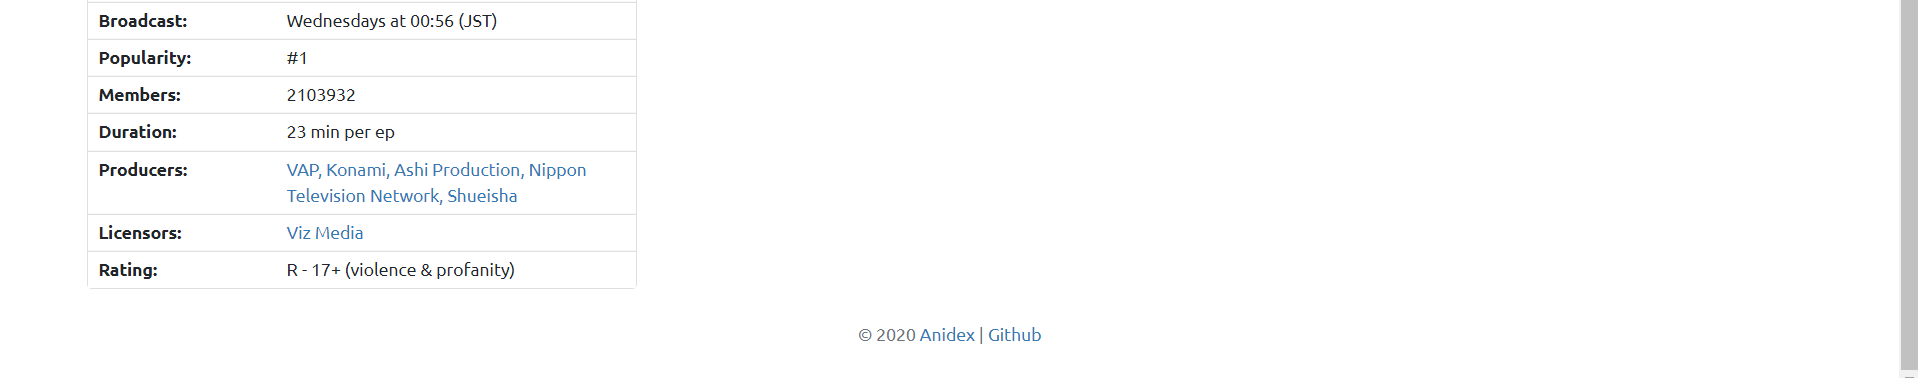 Broadcast: Wednesdays at 00:56 (JST)
Popularity: #1
Members: 2103932
Duration: 23 min per ep
Producers: VAP, Konami, Ashi Production, Nippon
Television Network, Shueisha
Licensors: Viz Media
Rating: R - 17+ (violence & profanity)
© 2020 Anidex | Github